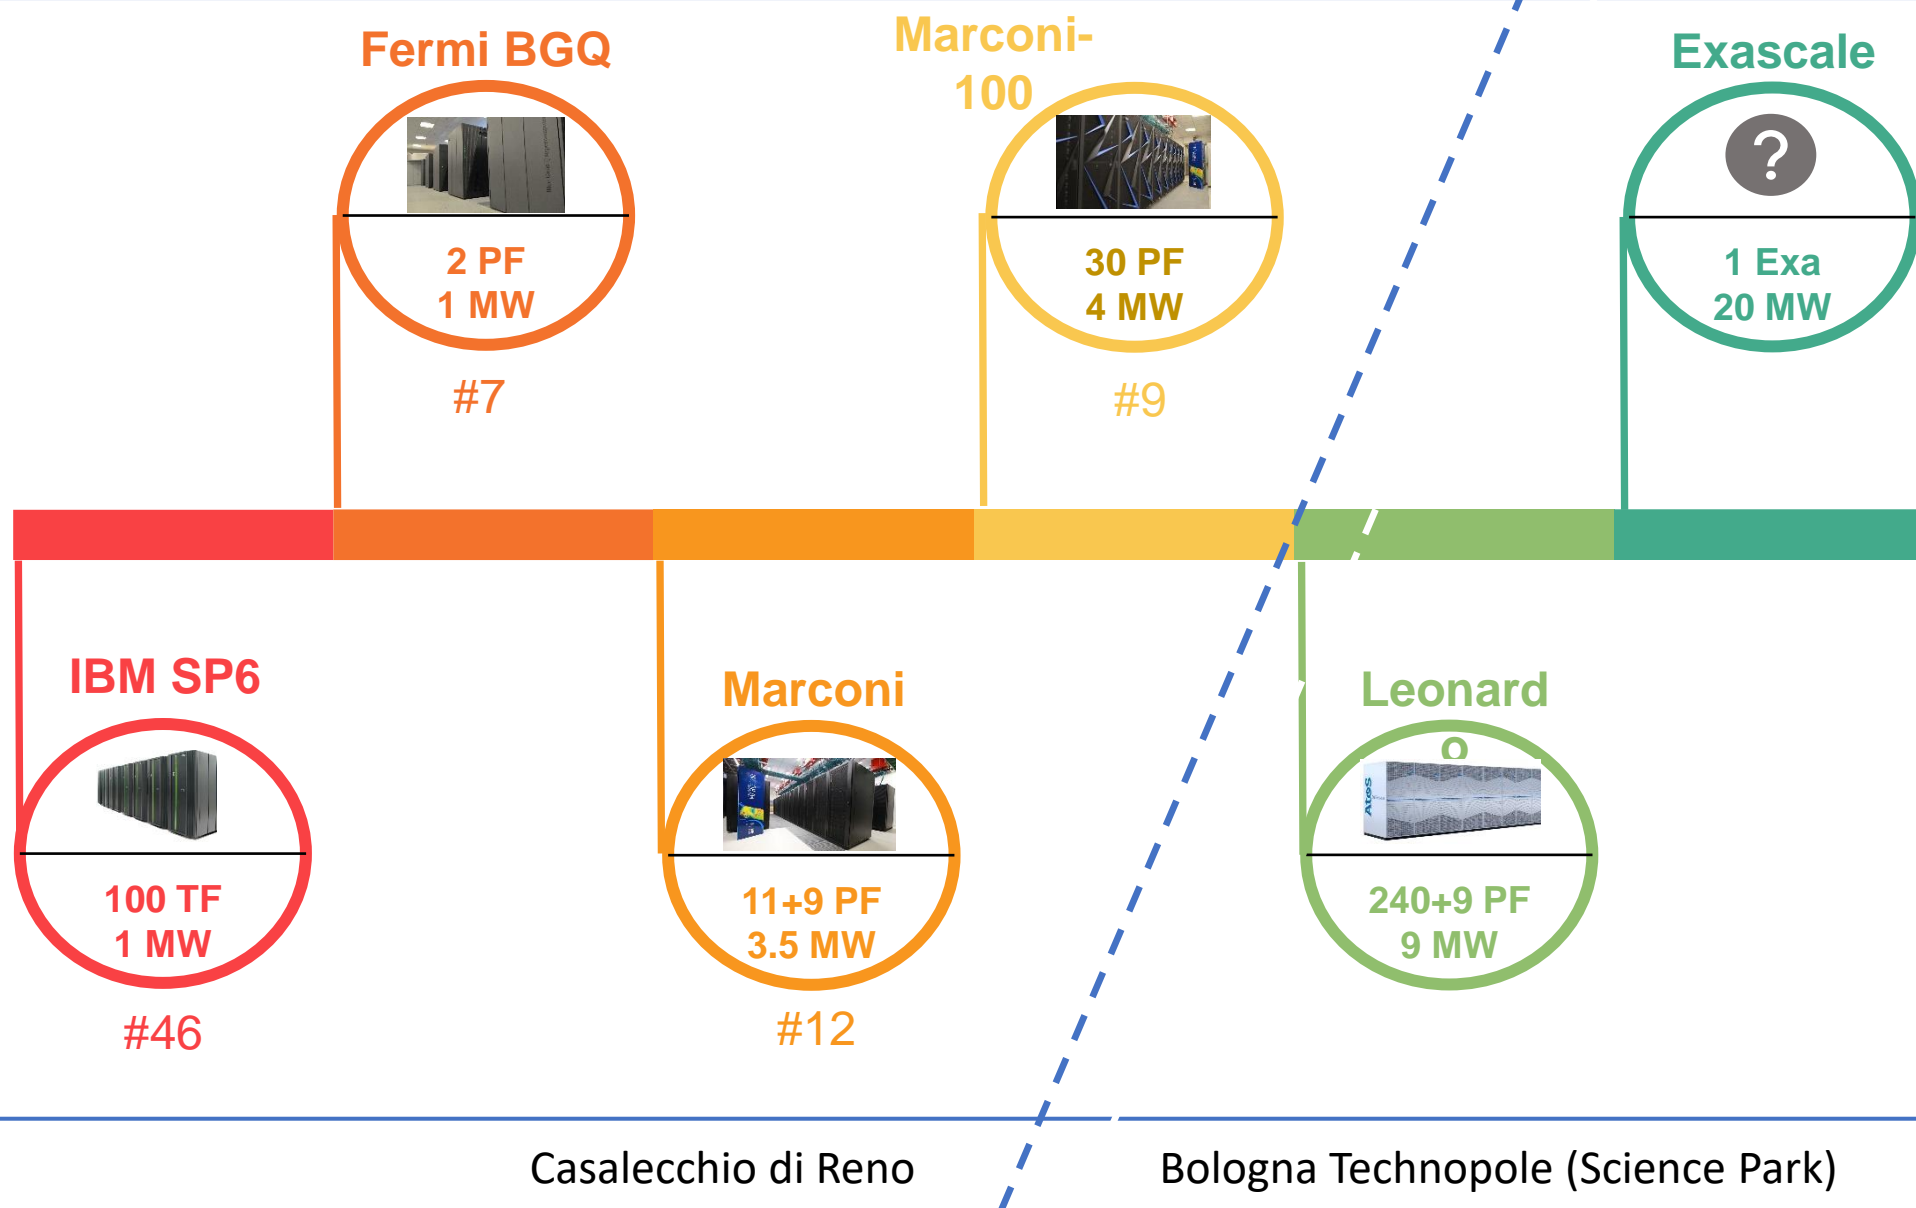 Fermi BGQ
2 PF
1 MW
#7
Marconi-
100
30 PF
4 MW
#9
Exascale
?
1 Exa
20 MW
IBM SP6
100 TF
1 MW
#46
Marconi
11+9 PF
3.5 MW
#12
Leonard
o
Atos
240+9 PF
9 MW
Casalecchio di Reno
Bologna Technopole (Science Park)